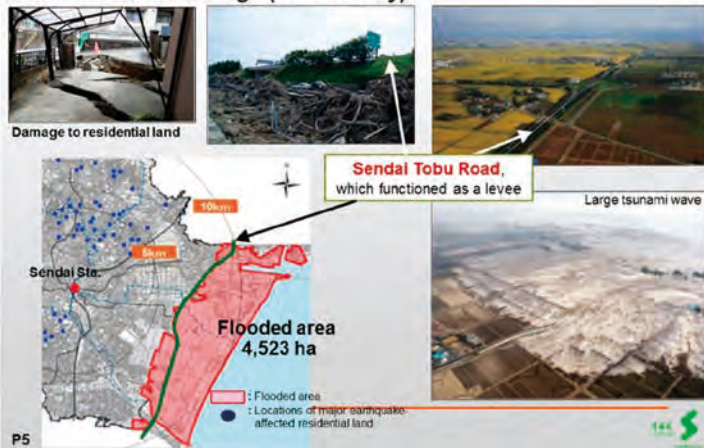 Damage to residential land
Sendai Tobu Road,
which functioned as a levee
Large tsunami wave
10km
5km
Sendai Sta.
Flooded area
4,523 ha
: Flooded area
: Locations of major earthquake-
affected residential land
P5